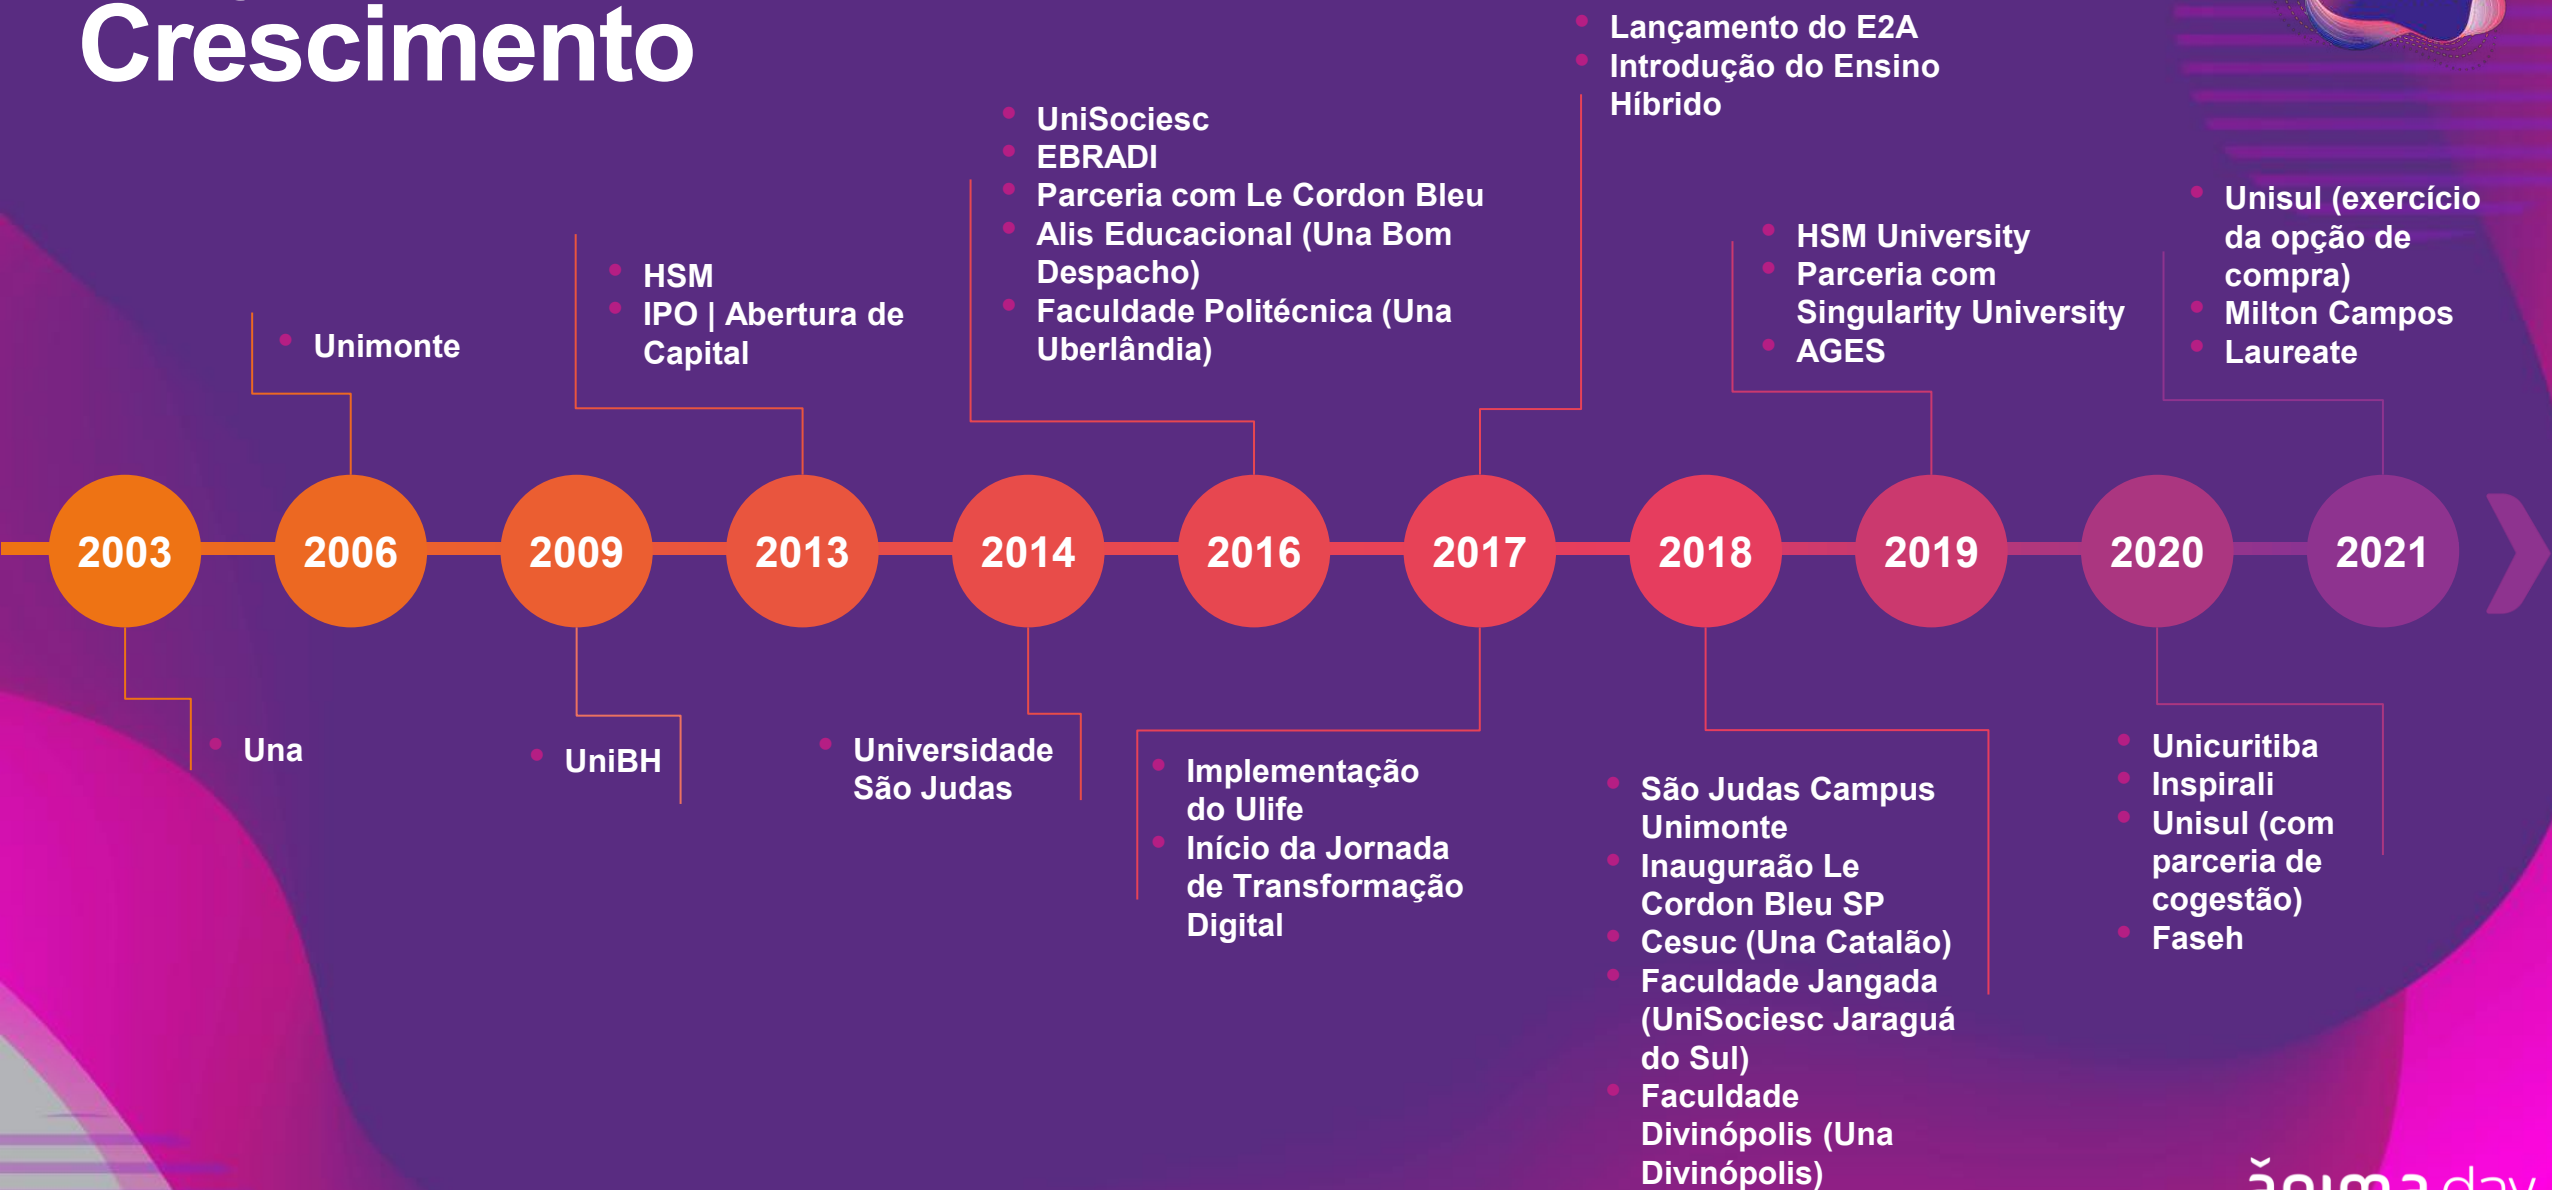 Crescimento
Lançamento do E2A
Introdução do Ensino
Híbrido
UniSociesc
EBRADI
Parceria com Le Cordon Bleu
Alis Educacional (Una Bom
Despacho)
Faculdade Politécnica (Una
Uberlândia)
HSM
IPO | Abertura de
Capital
Unimonte
HSM University
Parceria com
Singularity University
AGES
Unisul (exercício
da opção de
compra)
Milton Campos
Laureate
2003
2006
2009
2013
2014
2016
2017
2018
2019
2020
2021
Una
UniBH
Universidade
São Judas
Implementação
do Ulife
Início da Jornada
de Transformação
Digital
São Judas Campus
Unimonte
Inauguraão Le
Cordon Bleu SP
Cesuc (Una Catalão)
Faculdade Jangada
(UniSociesc Jaraguá
do Sul)
Faculdade
Divinópolis (Una
Divinópolis)
Unicuritiba
Inspirali
Unisul (com
parceria de
cogestão)
Faseh
ănima day